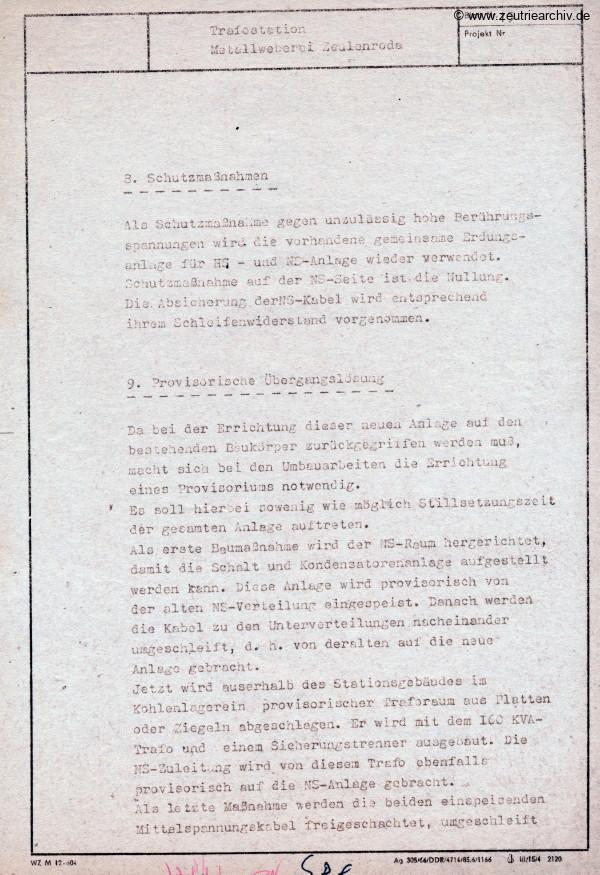 © www.zeutriearchiv.de
Trafostation
Metallweberei Zeulenroda
Projekt Nr
8. Schutzmaßnahmen
Als Schutzmaßnahme gegen unzulässig hohe Berührungs-
spannungen wird die vorhandene gemeinsame Erdungs-
anlage für HS - und NS-Anlage wieder verwendet.
Schutzmaßnahme auf der NS-Seite ist die Nullung.
Die Absicherung derNS-Kabel wird entsprechend
ihrem Schleifenwiderstand vorgenommen.
9. Provisorische Übergangslösung
Da bei der Errichtung dieser neuen Anlage auf den
bestehenden Baukörper zurückgegriffen werden muß,
macht sich bei den Umbauarbeiten die Errichtung
eines Provisoriums notwendig.
Es soll hierbei sowenig wie möglich Stillsetzungszeit
der gesamten Anlage auftreten.
Als erste Baumaßnahme wird der NS-Raum hergerichtet,
damit die Schalt und Kondensatorenanlage aufgestellt
werden kann. Diese Anlage wird provisorisch von
der alten NS-Verteilung eingespeist. Danach werden
die Kabel zu den Unterverteilungen nacheinander
umgeschleift, d. h. von deralten auf die neue
Anlage gebracht.
Jetzt wird auserhalb des Stationsgebäudes im
Kohlenlagerein provisorischer Traforaum aus Platten
oder Ziegeln abgeschlagen. Er wird mit dem I60 KVA-
Trafo und einem Sicherungstrenner ausgebaut. Die
NS-Zuleitung wird von diesem Trafo ebenfalls
provisorisch auf die NS-Anlage gebracht.
Als letzte Maßnahme werden die beiden einspeisenden
Mittelspannungskabel freigeschachtet, umgeschleift
WZ M 12-604
Ag 305/66/DDR/4714/85,6/1166 III/15/4 2120